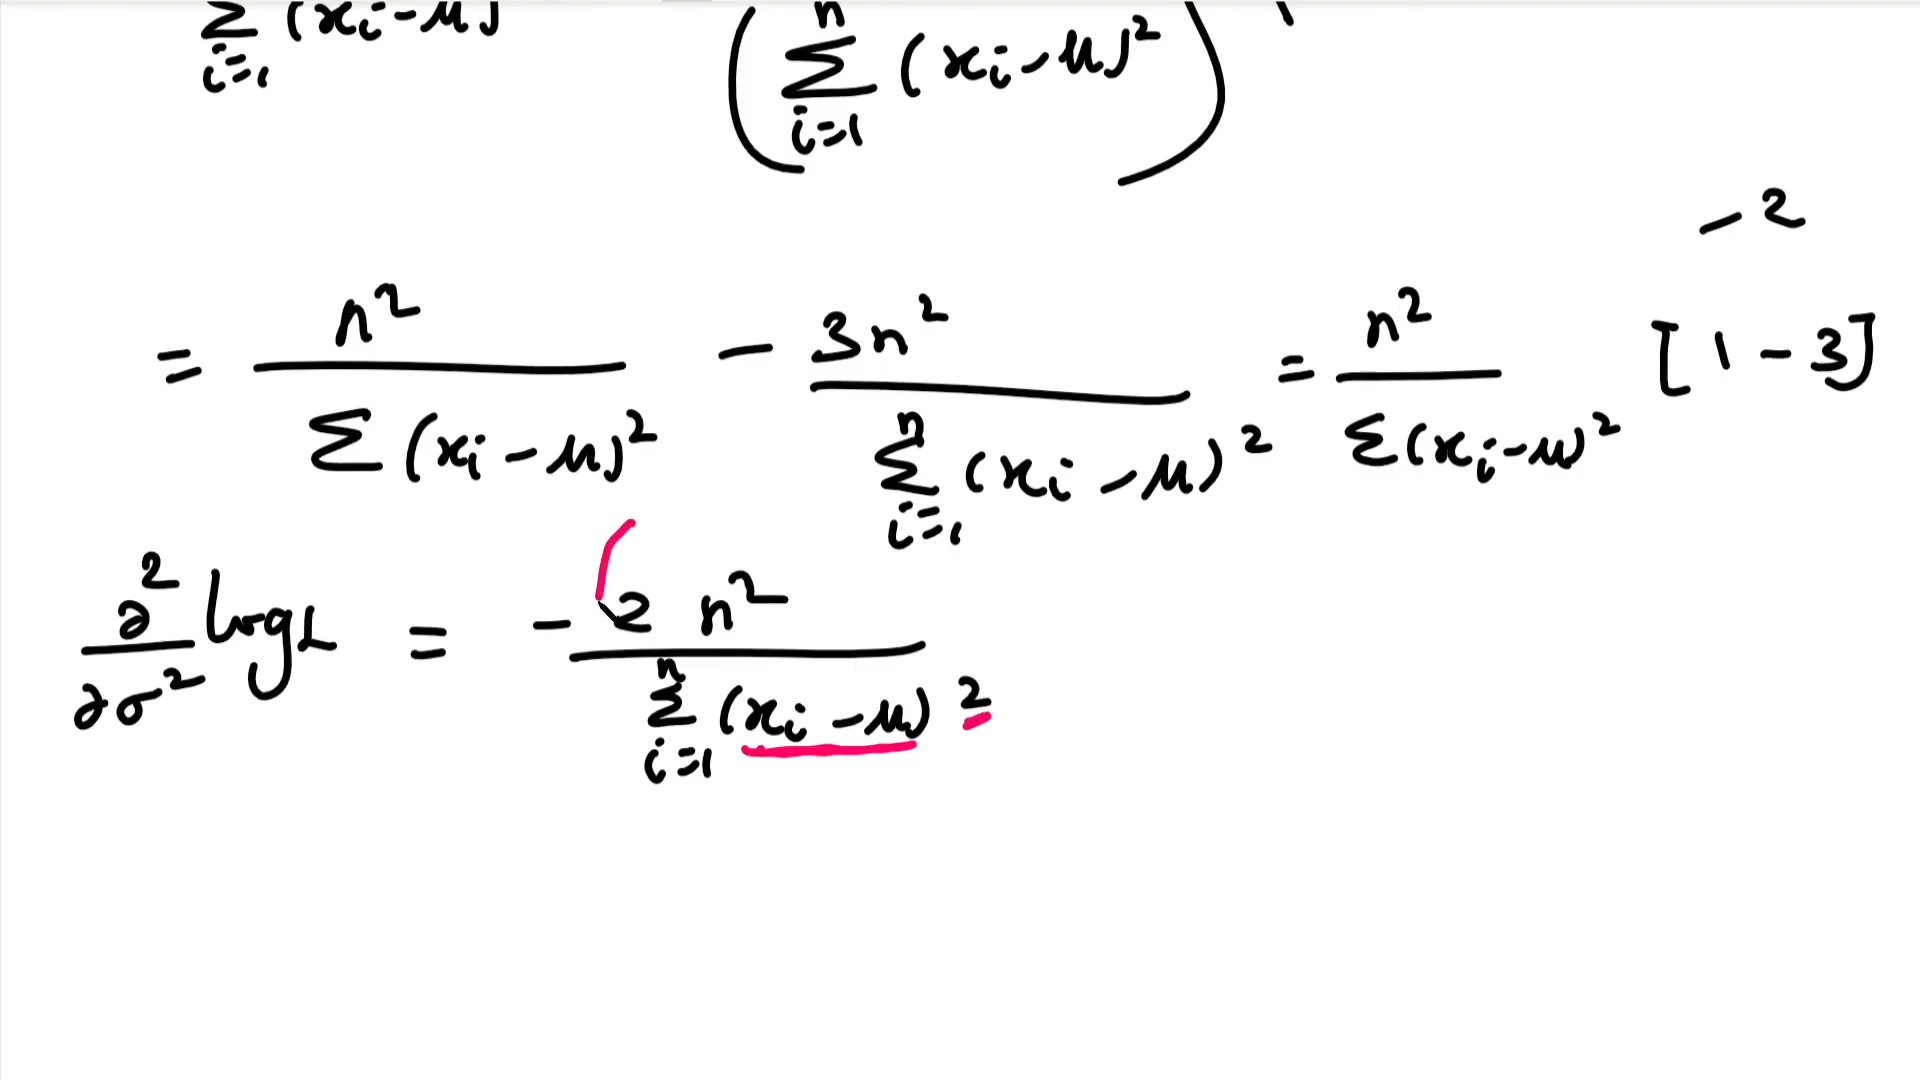 ∑ (xᵢ-μ)
i=1
( n ∑ i=1 (xᵢ-μ)² )
-2
= n² / ∑(xᵢ-μ)² - 3n² / n ∑ i=1 (xᵢ-μ)² = n² / ∑(xᵢ-μ)² [1-3]
∂²/∂σ² logL = -2 n² / n ∑ i=1 (xᵢ-μ)²